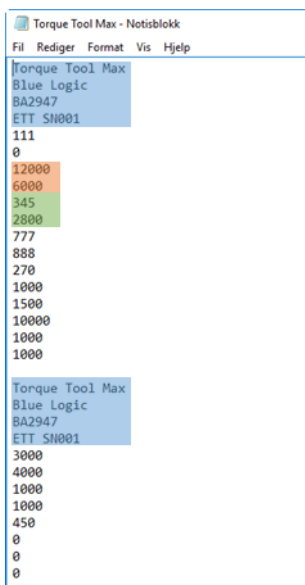 Torque Tool Max - Notisblokk
Fil Rediger Format Vis Hjelp
Torque Tool Max
Blue Logic
BA2947
ETT SN001
111
0
12000
6000
345
2800
777
888
270
1000
1500
10000
1000
1000
Torque Tool Max
Blue Logic
BA2947
ETT SN001
3000
4000
1000
1000
450
0
0
0